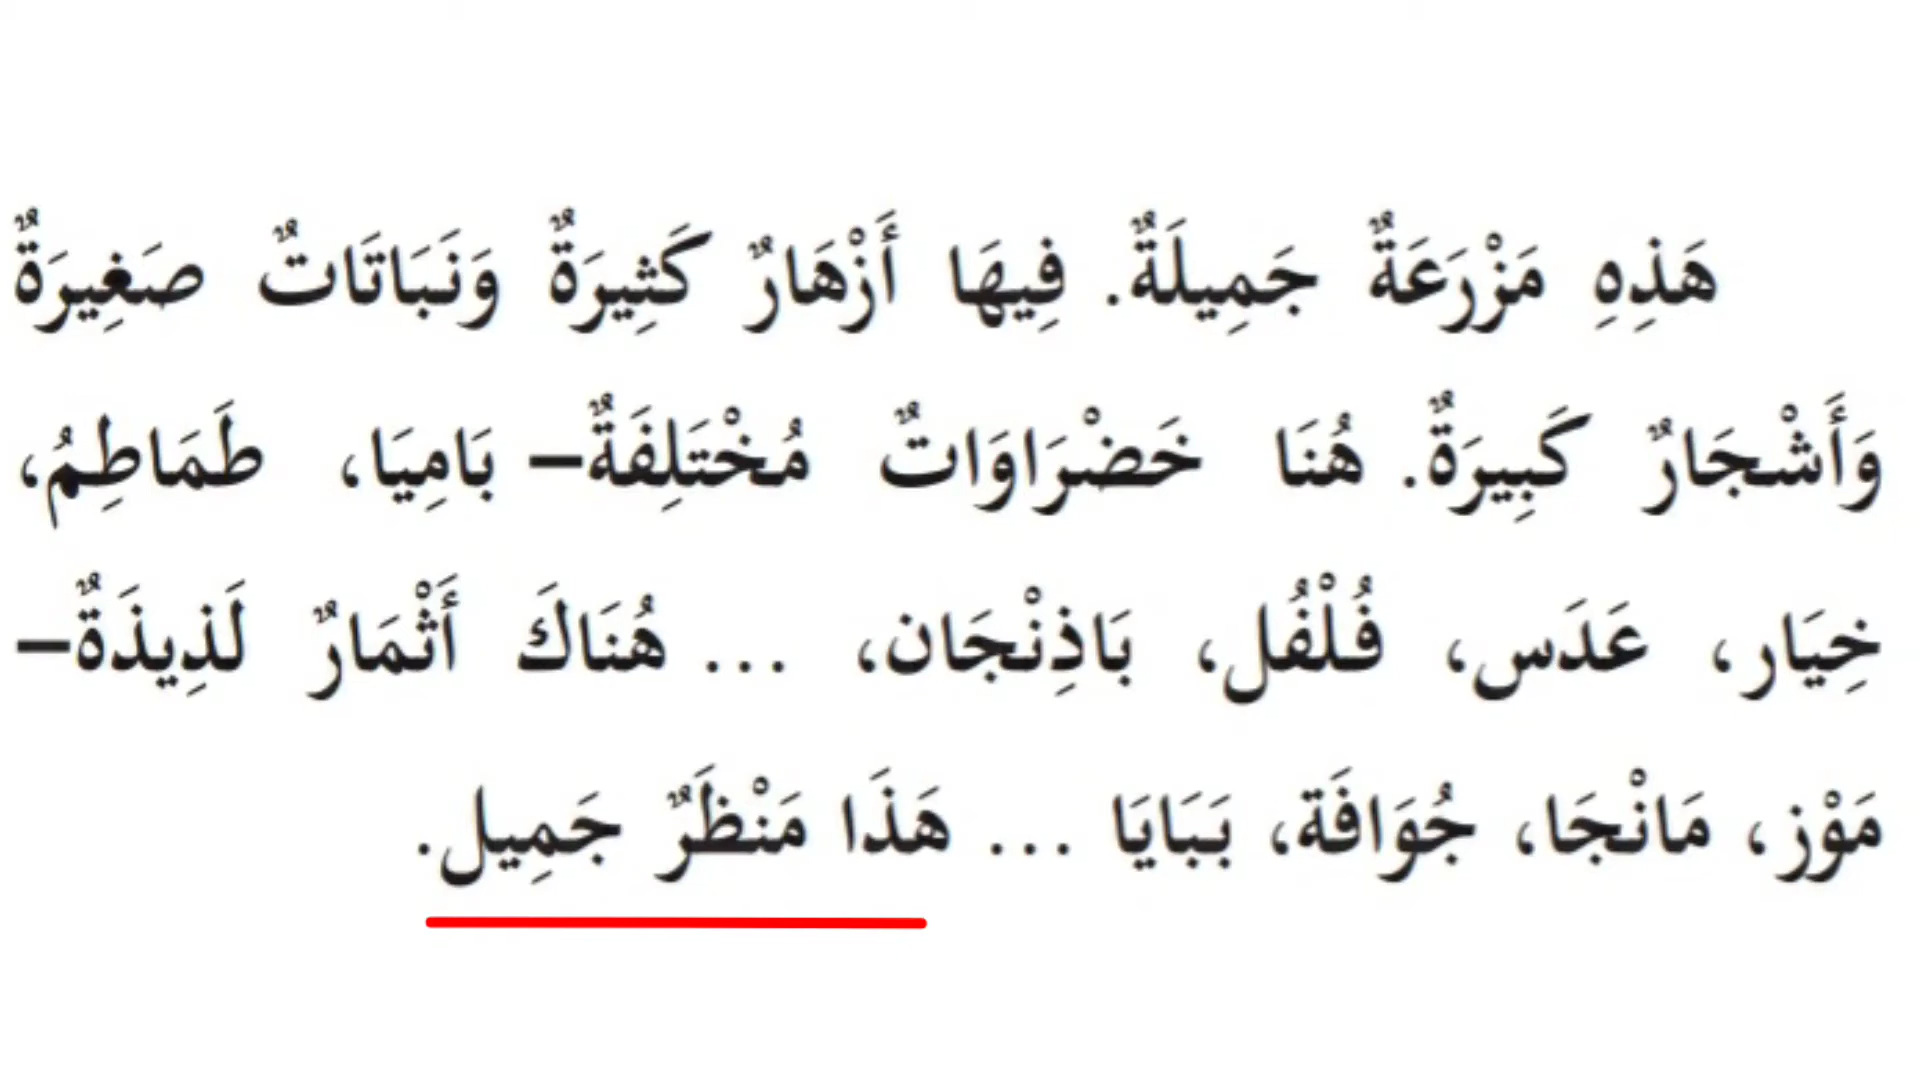 هَذِهِ مَزْرَعَةٌ جَمِيلَةٌ. فِيهَا أَزْهَارٌ كَثِيرَةٌ وَنَبَاتَاتٌ صَغِيرَةٌ
وَأَشْجَارٌ كَبِيرَةٌ. هُنَا خَضْرَاوَاتٌ مُخْتَلِفَةٌ– بَامِيَا، طَمَاطِمُ،
خِيَار، عَدَس، فُلْفُل، بَاذِنْجَان، ... هُنَاكَ أَثْمَارٌ لَذِيذَةٌ–
مَوْز، مَانْجَا، جُوَافَة، بَبَايَا ... هَذَا مَنْظَرٌ جَمِيل.